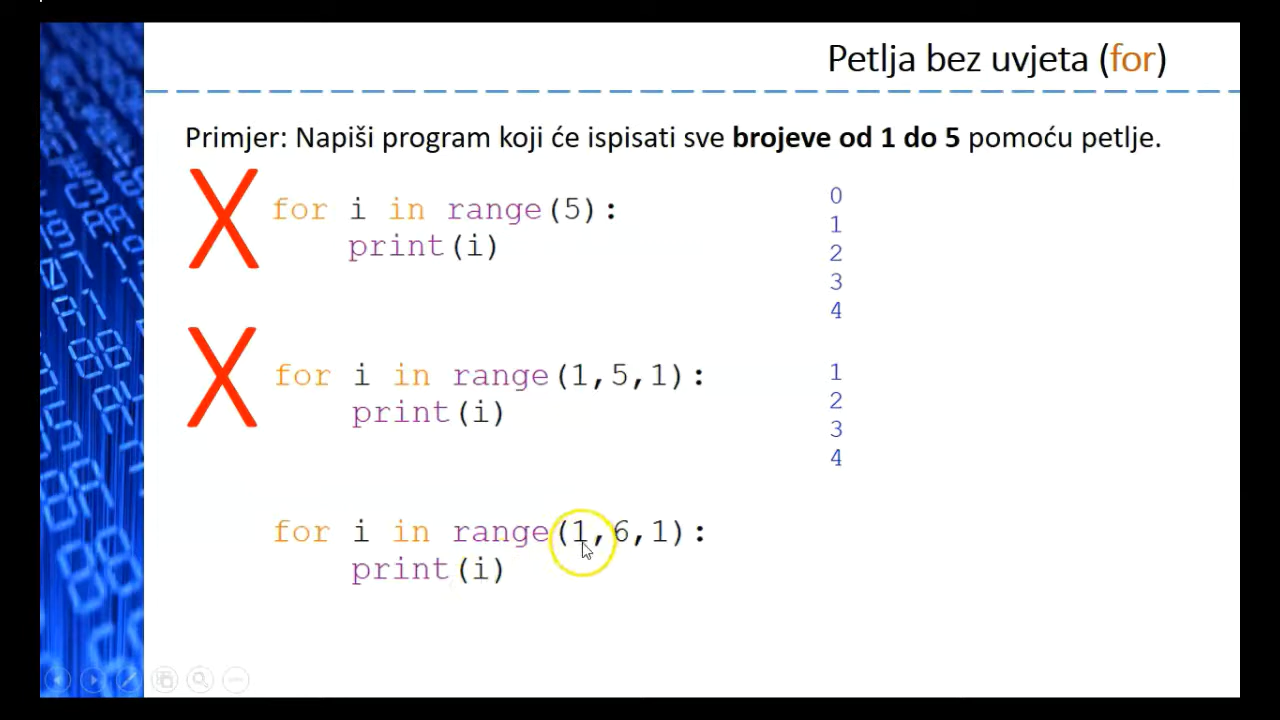 Petlja bez uvjeta (for)
Primjer: Napiši program koji će ispisati sve brojeve od 1 do 5 pomoću petlje.
X
for i in range(5):
    print(i)
0
1
2
3
4
X
for i in range(1,5,1):
    print(i)
1
2
3
4
for i in range(1,6,1):
    print(i)